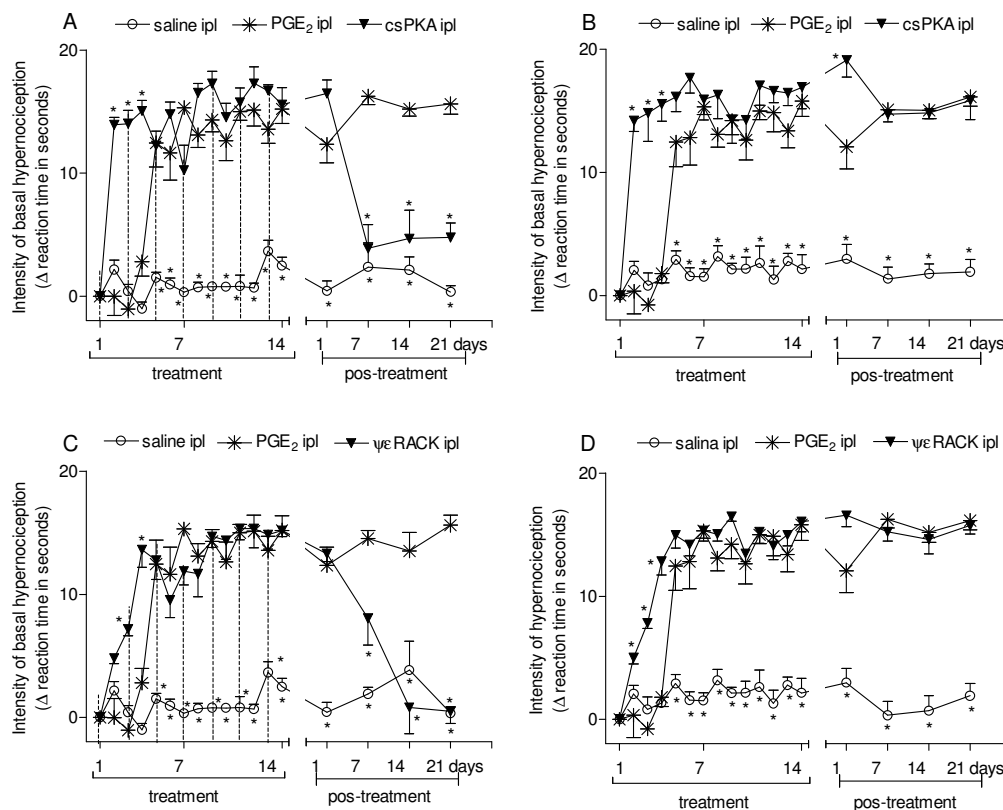 A
saline ipl PGE2 ipl csPKA ipl
Intensity of basal hypernociception
(Δ reaction time in seconds)
20
10
0
* * * * * * * * * * * * * * * * * * * *
1 7 14 7 14 21 days
treatment pos-treatment
B
saline ipl PGE2 ipl csPKA ipl
Intensity of basal hypernociception
(Δ reaction time in seconds)
20
10
0
* * * * * * * * * * * * * * * * * *
1 7 14 7 14 21 days
treatment pos-treatment
C
saline ipl PGE2 ipl ψε RACK ipl
Intensity of basal hypernociception
(Δ reaction time in seconds)
20
10
0
* * * * * * * * * * * * * * * *
1 7 14 7 14 21 days
treatment pos-treatment
D
salina ipl PGE2 ipl ψε RACK ipl
Intensity of hypernociception
(Δ reaction time in seconds)
20
10
0
* * * * * * * * * * * * * * * * *
1 7 14 7 14 21 days
treatment pos-treatment